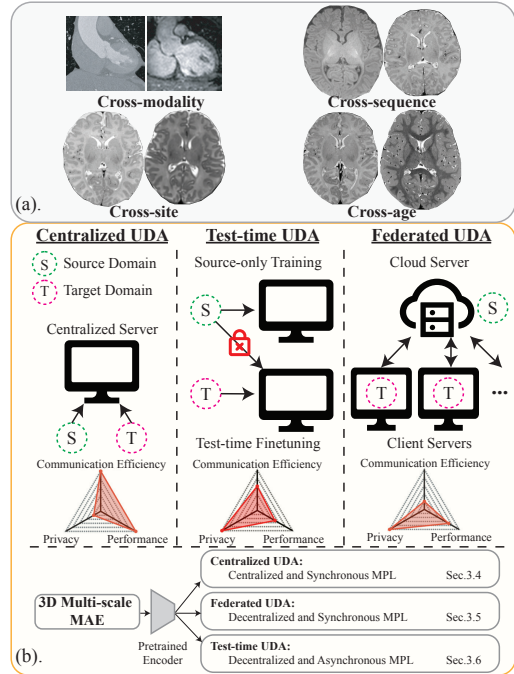 Cross-modality
Cross-sequence
Cross-site
Cross-age
(a).
Centralized UDA
Test-time UDA
Federated UDA
S Source Domain
T Target Domain
Centralized Server
S T
Source-only Training
S
T
Test-time Finetuning
Cloud Server
S
T T ...
Client Servers
Communication Efficiency
Privacy Performance
Communication Efficiency
Privacy Performance
Communication Efficiency
Privacy Performance
3D Multi-scale
MAE
Pretrained
Encoder
Centralized UDA:
Centralized and Synchronous MPL Sec.3.4
Federated UDA:
Decentralized and Synchronous MPL Sec.3.5
Test-time UDA:
Decentralized and Asynchronous MPL Sec.3.6
(b).